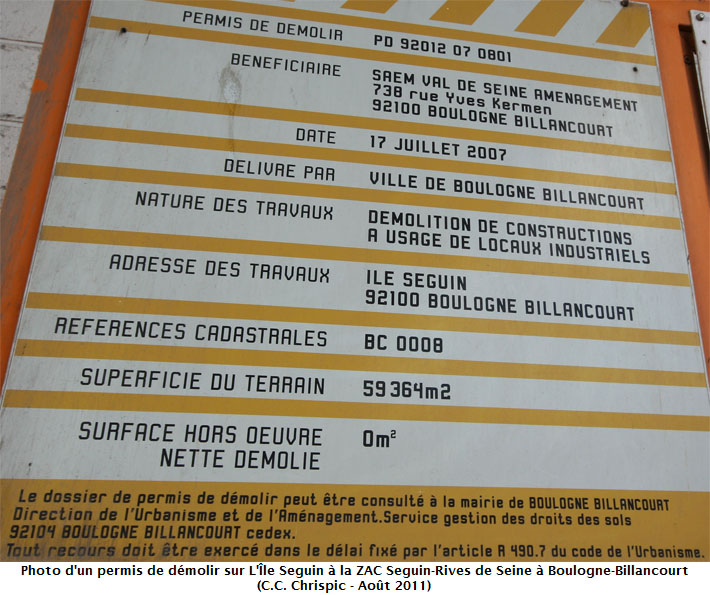 PERMIS DE DEMOLIR PD 92012 07 0801
BENEFICIAIRE SAEM VAL DE SEINE AMENAGEMENT
738 rue Yves Kermen
92100 BOULOGNE BILLANCOURT
DATE 17 JUILLET 2007
DELIVRE PAR VILLE DE BOULOGNE BILLANCOURT
NATURE DES TRAVAUX DEMOLITION DE CONSTRUCTIONS
A USAGE DE LOCAUX INDUSTRIELS
ADRESSE DES TRAVAUX ILE SEGUIN
92100 BOULOGNE BILLANCOURT
REFERENCES CADASTRALES BC 0008
SUPERFICIE DU TERRAIN 59 364m2
SURFACE HORS OEUVRE 0m²
NETTE DEMOLIE
Le dossier de permis de démolir peut être consulté à la mairie de BOULOGNE BILLANCOURT
Direction de l'Urbanisme et de l'Aménagement.Service gestion des droits des sols
92104 BOULOGNE BILLANCOURT cedex.
Tout recours doit être exercé dans le délai fixé par l'article R 490.7 du code de l'Urbanisme.
Photo d'un permis de démolir sur L'Île Seguin à la ZAC Seguin-Rives de Seine à Boulogne-Billancourt
(C.C. Chrispic - Août 2011)